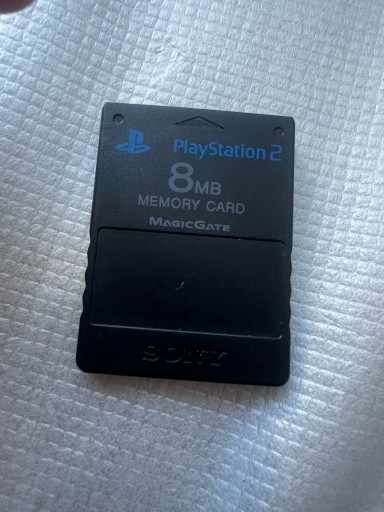 PlayStation 2
8MB
MEMORY CARD
MAGICGATE
SONY